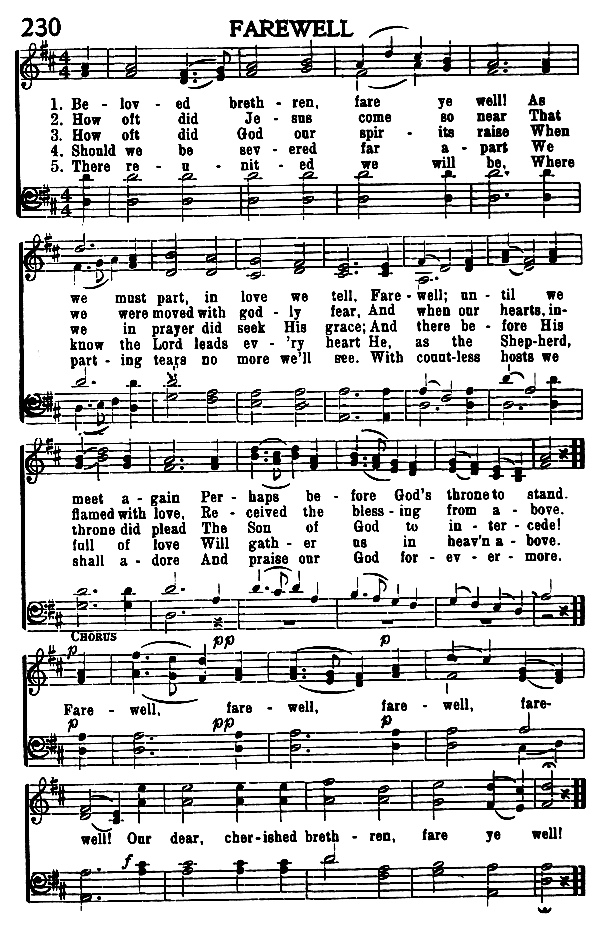 230 FAREWELL
1. Be - lov - ed breth - ren, fare ye well! As
2. How oft did Je - sus come so near That
3. How oft did God our spir - its raise When
4. Should we be sev - ered far a - part We
5. There re - u - nit - ed we will be, Where
we must part, in love we tell, Fare - well; un - til we
we were moved with god - ly fear, And when our hearts, in-
we in prayer did seek His grace; And there be - fore His
know the Lord leads ev - 'ry heart He, as the Shep-herd,
part - ing tears no more we'll see. With count-less hosts we
meet a - gain Per - haps be - fore God's throne to stand.
flamed with love, Re - ceived the bless - ing from a - bove.
throne did plead The Son of God to in - ter - cede!
full of love Will gath - er us in heav'n a - bove.
shall a - dore And praise our God for - ev - er - more.
CHORUS
p pp p
Fare - well, fare - well, fare - well, fare-
p pp p
well! Our dear, cher - ished breth - ren, fare ye well!
f